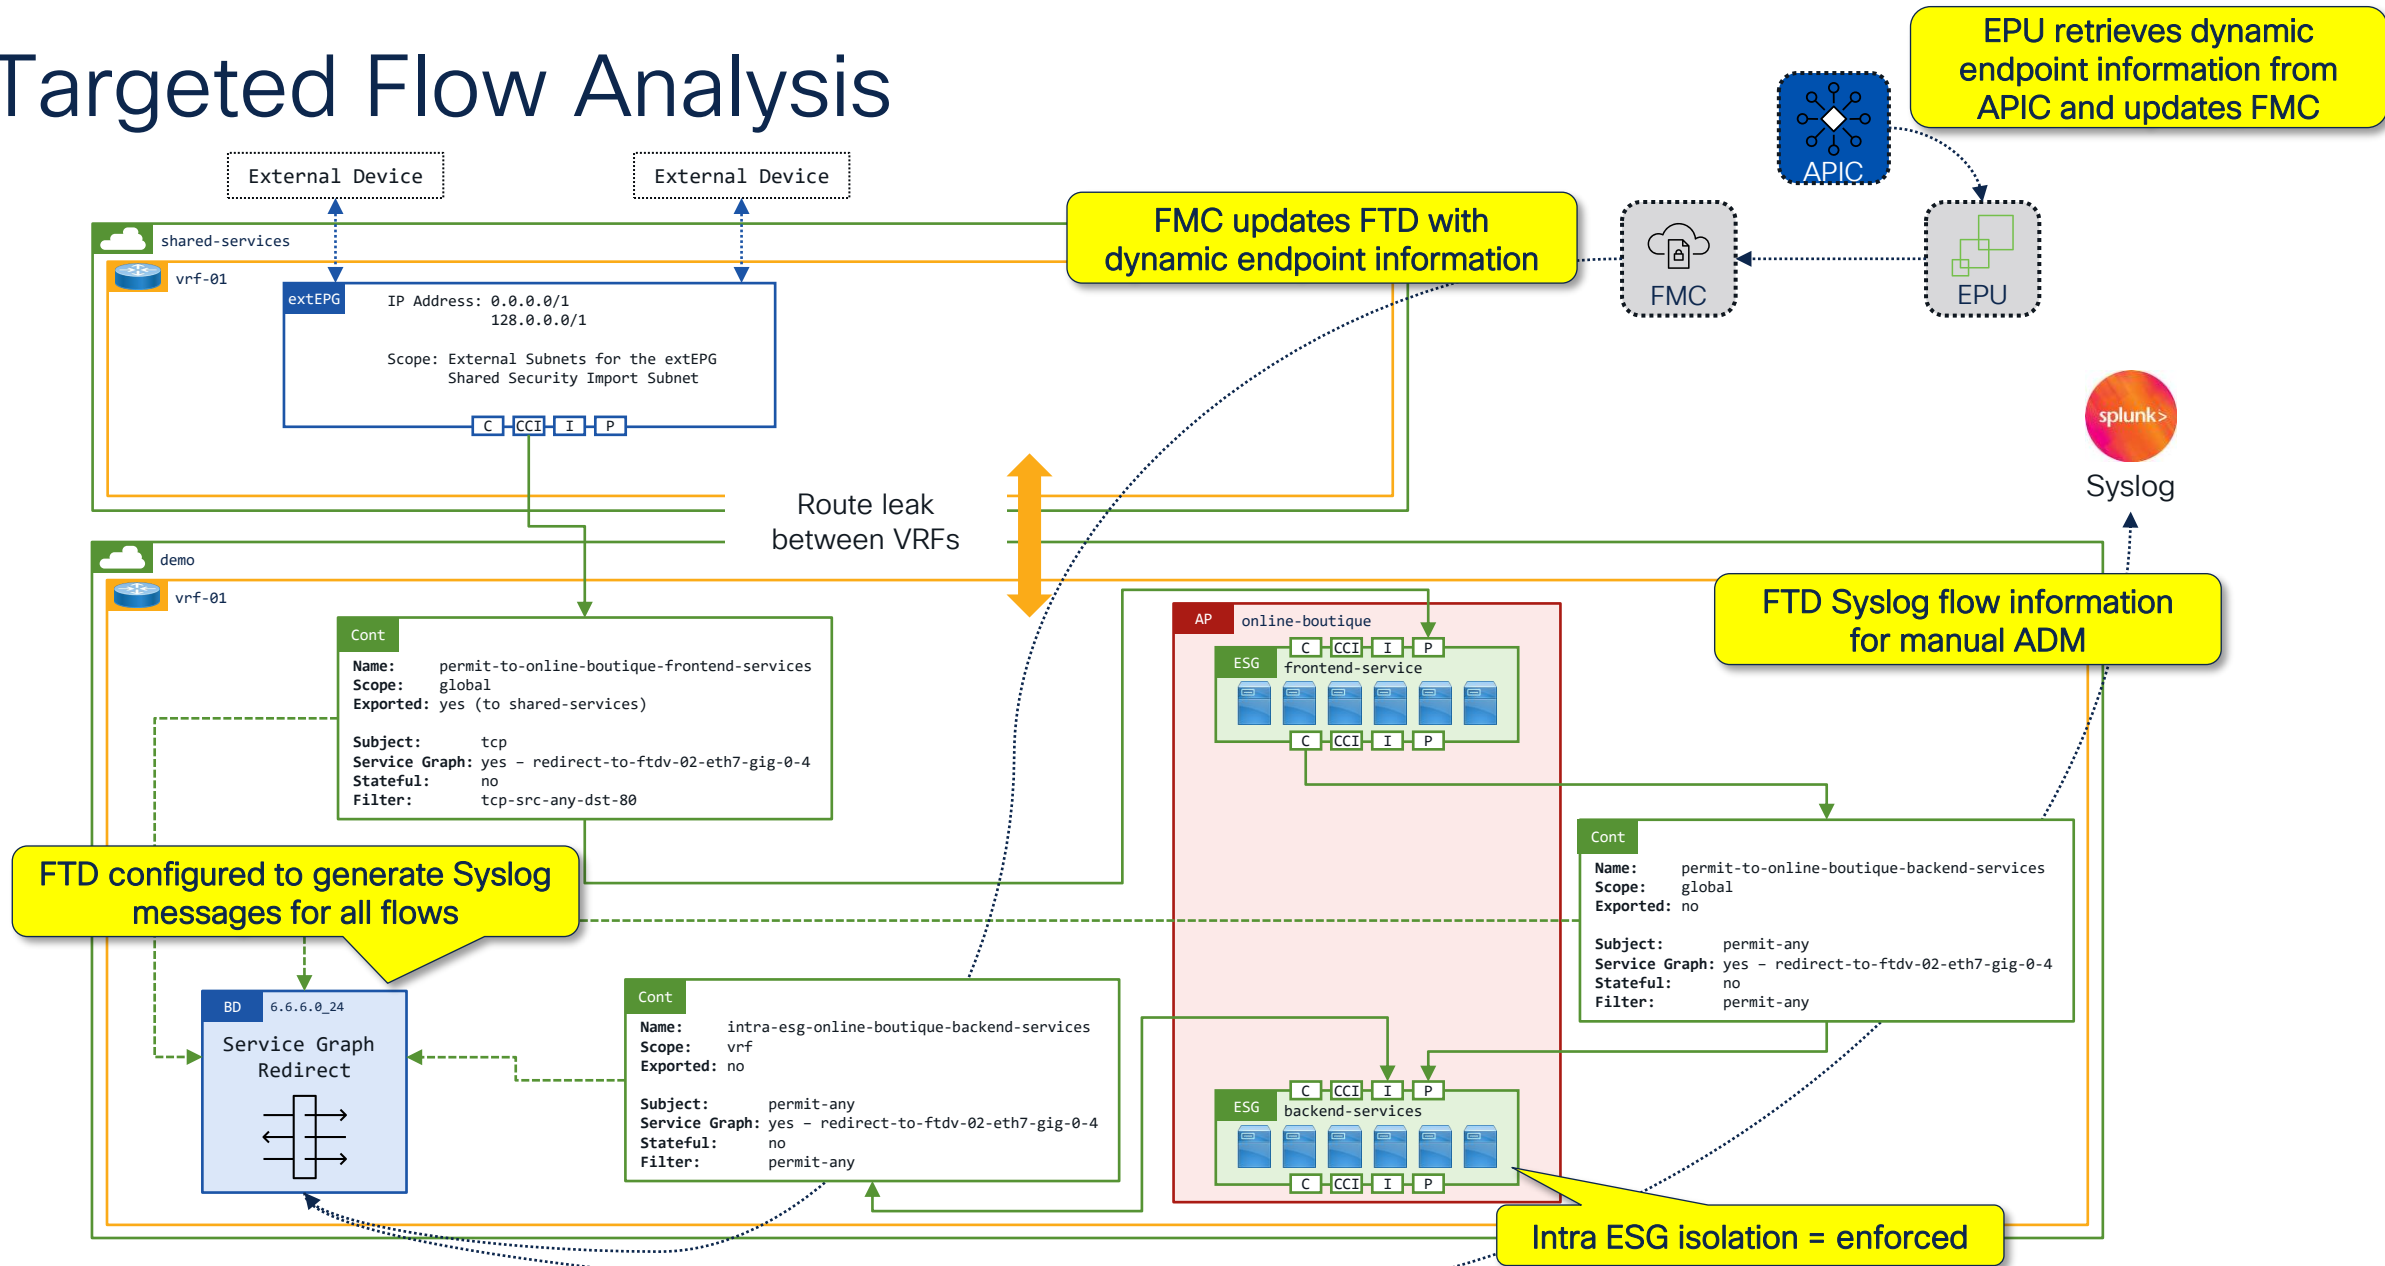 Targeted Flow Analysis
EPU retrieves dynamic
endpoint information from
APIC and updates FMC
APIC
External Device
External Device
FMC updates FTD with
dynamic endpoint information
FMC
EPU
shared-services
vrf-01
extEPG
IP Address: 0.0.0.0/1
128.0.0.0/1
Scope: External Subnets for the extEPG
Shared Security Import Subnet
C CCI I P
splunk>
Syslog
Route leak
between VRFs
demo
vrf-01
FTD Syslog flow information
for manual ADM
Cont
Name: permit-to-online-boutique-frontend-services
Scope: global
Exported: yes (to shared-services)
Subject: tcp
Service Graph: yes – redirect-to-ftdv-02-eth7-gig-0-4
Stateful: no
Filter: tcp-src-any-dst-80
AP online-boutique
C CCI I P
ESG frontend-service
C CCI I P
Cont
Name: permit-to-online-boutique-backend-services
Scope: global
Exported: no
Subject: permit-any
Service Graph: yes – redirect-to-ftdv-02-eth7-gig-0-4
Stateful: no
Filter: permit-any
FTD configured to generate Syslog
messages for all flows
BD 6.6.6.0_24
Service Graph
Redirect
Cont
Name: intra-esg-online-boutique-backend-services
Scope: vrf
Exported: no
Subject: permit-any
Service Graph: yes – redirect-to-ftdv-02-eth7-gig-0-4
Stateful: no
Filter: permit-any
C CCI I P
ESG backend-services
C CCI I P
Intra ESG isolation = enforced